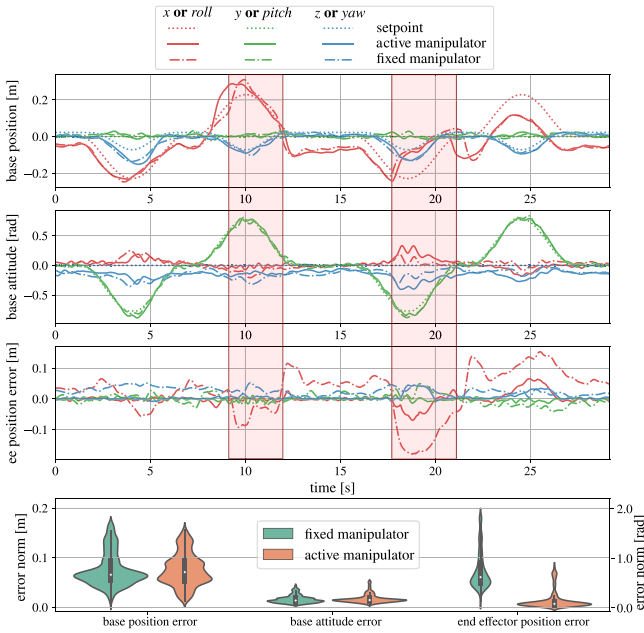 x or roll y or pitch z or yaw
setpoint
active manipulator
fixed manipulator
base position [m]
0.2
0.0
−0.2
0 5 10 15 20 25
base attitude [rad]
0.5
0.0
−0.5
0 5 10 15 20 25
ee position error [m]
0.1
0.0
−0.1
0 5 10 15 20 25
time [s]
error norm [m]
0.2
0.1
0.0
fixed manipulator
active manipulator
2.0
1.0
0.0
error norm [rad]
base position error base attitude error end effector position error